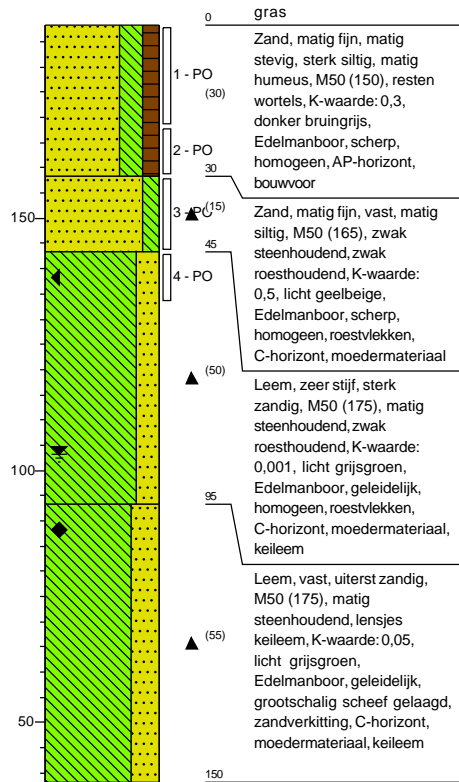 0
gras
Zand, matig fijn, matig
stevig, sterk siltig, matig
humeus, M50 (150), resten
wortels, K-waarde: 0,3,
donker bruingrijs,
Edelmanboor, scherp,
homogeen, AP-horizont,
bouwvoor
1 - PO
(30)
2 - PO
30
3 - PO
(15)
150
45
Zand, matig fijn, vast, matig
siltig, M50 (165), zwak
steenhoudend, zwak
roesthoudend, K-waarde:
0,5, licht geelbeige,
Edelmanboor, scherp,
homogeen, roestvlekken,
C-horizont, moedermateriaal
4 - PO
(50)
100
95
Leem, zeer stijf, sterk
zandig, M50 (175), matig
steenhoudend, zwak
roesthoudend, K-waarde:
0,001, licht grijsgroen,
Edelmanboor, geleidelijk,
homogeen, roestvlekken,
C-horizont, moedermateriaal,
keileem
(55)
50
150
Leem, vast, uiterst zandig,
M50 (175), matig
steenhoudend, lensjes
keileem, K-waarde: 0,05,
licht grijsgroen,
Edelmanboor, geleidelijk,
grootschalig scheef gelaagd,
zandverkitting, C-horizont,
moedermateriaal, keileem